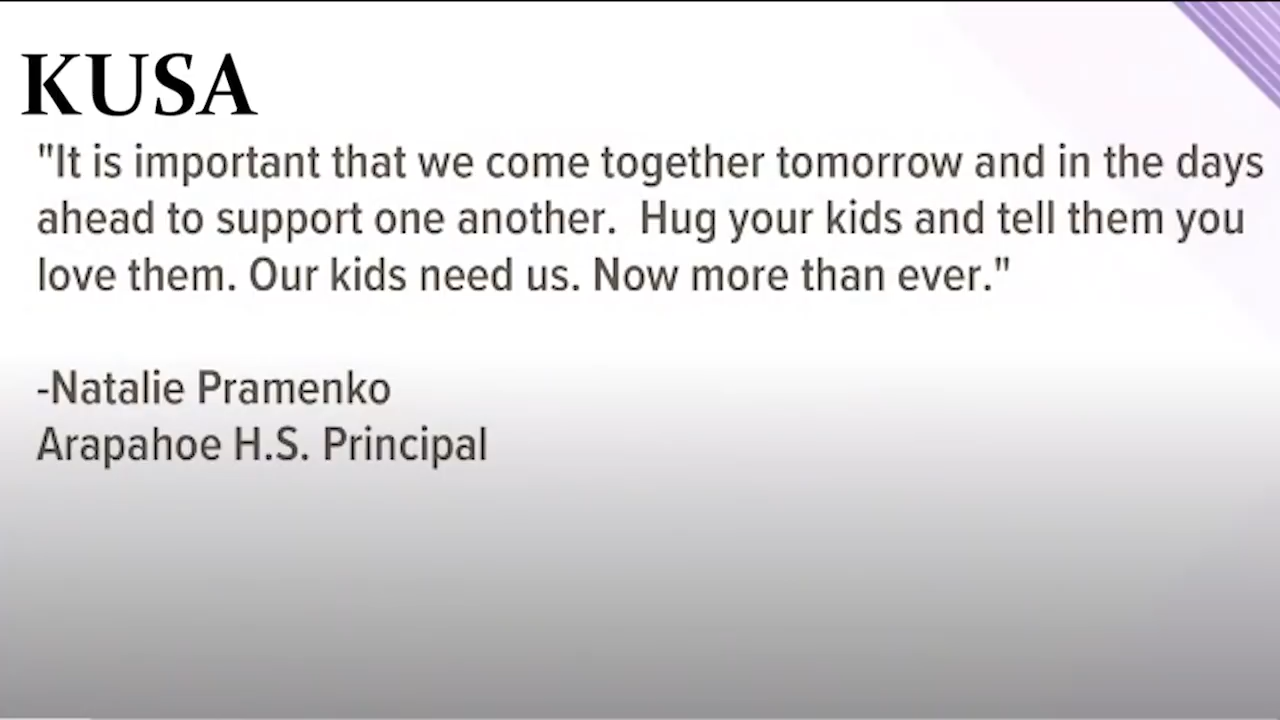 KUSA
"It is important that we come together tomorrow and in the days
ahead to support one another.  Hug your kids and tell them you
love them. Our kids need us. Now more than ever."
-Natalie Pramenko
Arapahoe H.S. Principal